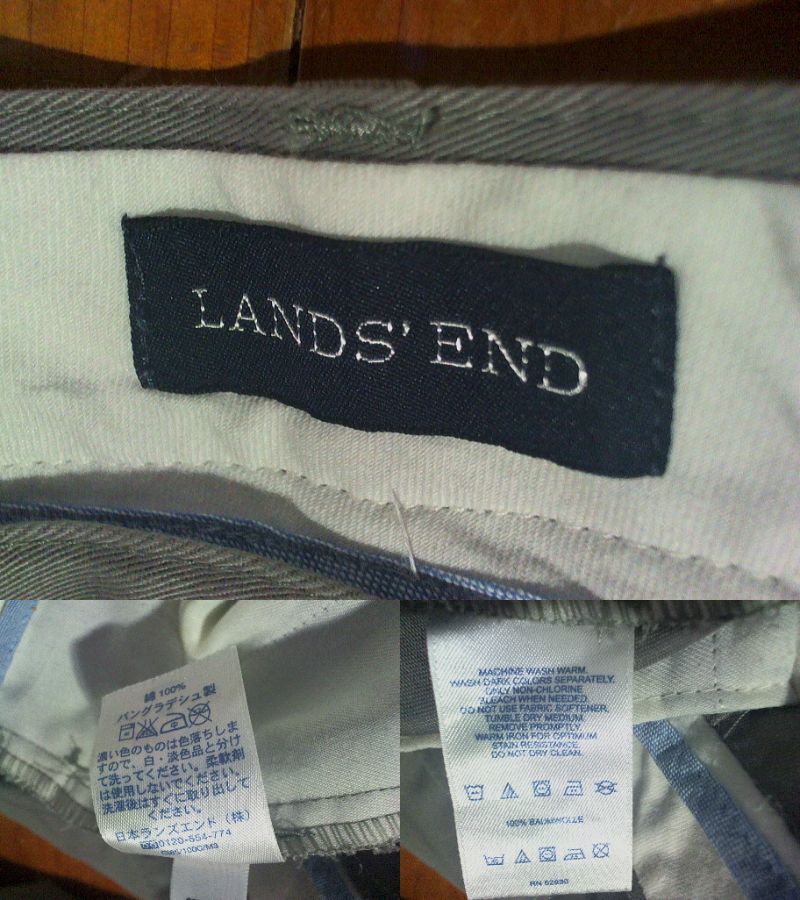 LANDS' END
綿 100%
バングラデシュ製
濃い色のものは色落ちしま
すので、白・淡色品と分け
て洗ってください。柔軟剤
は使用しないでください。
洗濯後はすぐに取り出して
ください。
日本ランズエンド(株)
0120-554-774
MACHINE WASH WARM.
WASH DARK COLORS SEPARATELY.
ONLY NON-CHLORINE
BLEACH WHEN NEEDED.
DO NOT USE FABRIC SOFTENER.
TUMBLE DRY MEDIUM.
REMOVE PROMPTLY.
WARM IRON FOR OPTIMUM
STAIN RESISTANCE.
DO NOT DRY CLEAN.
100% BAUMWOLLE